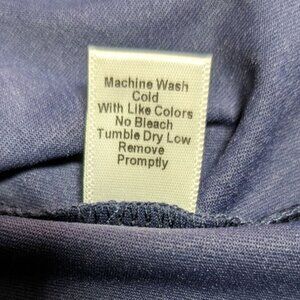 Machine Wash
Cold
With Like Colors
No Bleach
Tumble Dry Low
Remove
Promptly